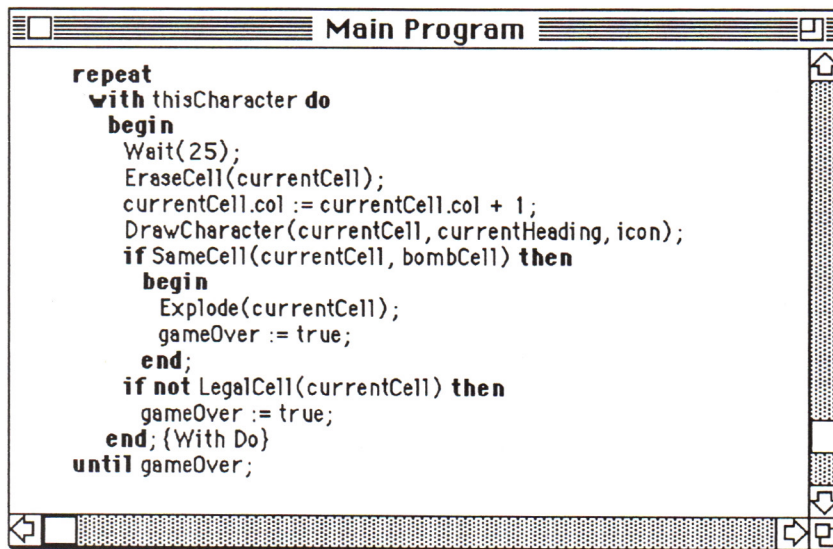 Main Program
repeat
with thisCharacter do
begin
Wait(25);
EraseCell(currentCell);
currentCell.col := currentCell.col + 1;
DrawCharacter(currentCell, currentHeading, icon);
if SameCell(currentCell, bombCell) then
begin
Explode(currentCell);
gameOver := true;
end;
if not LegalCell(currentCell) then
gameOver := true;
end; {With Do}
until gameOver;